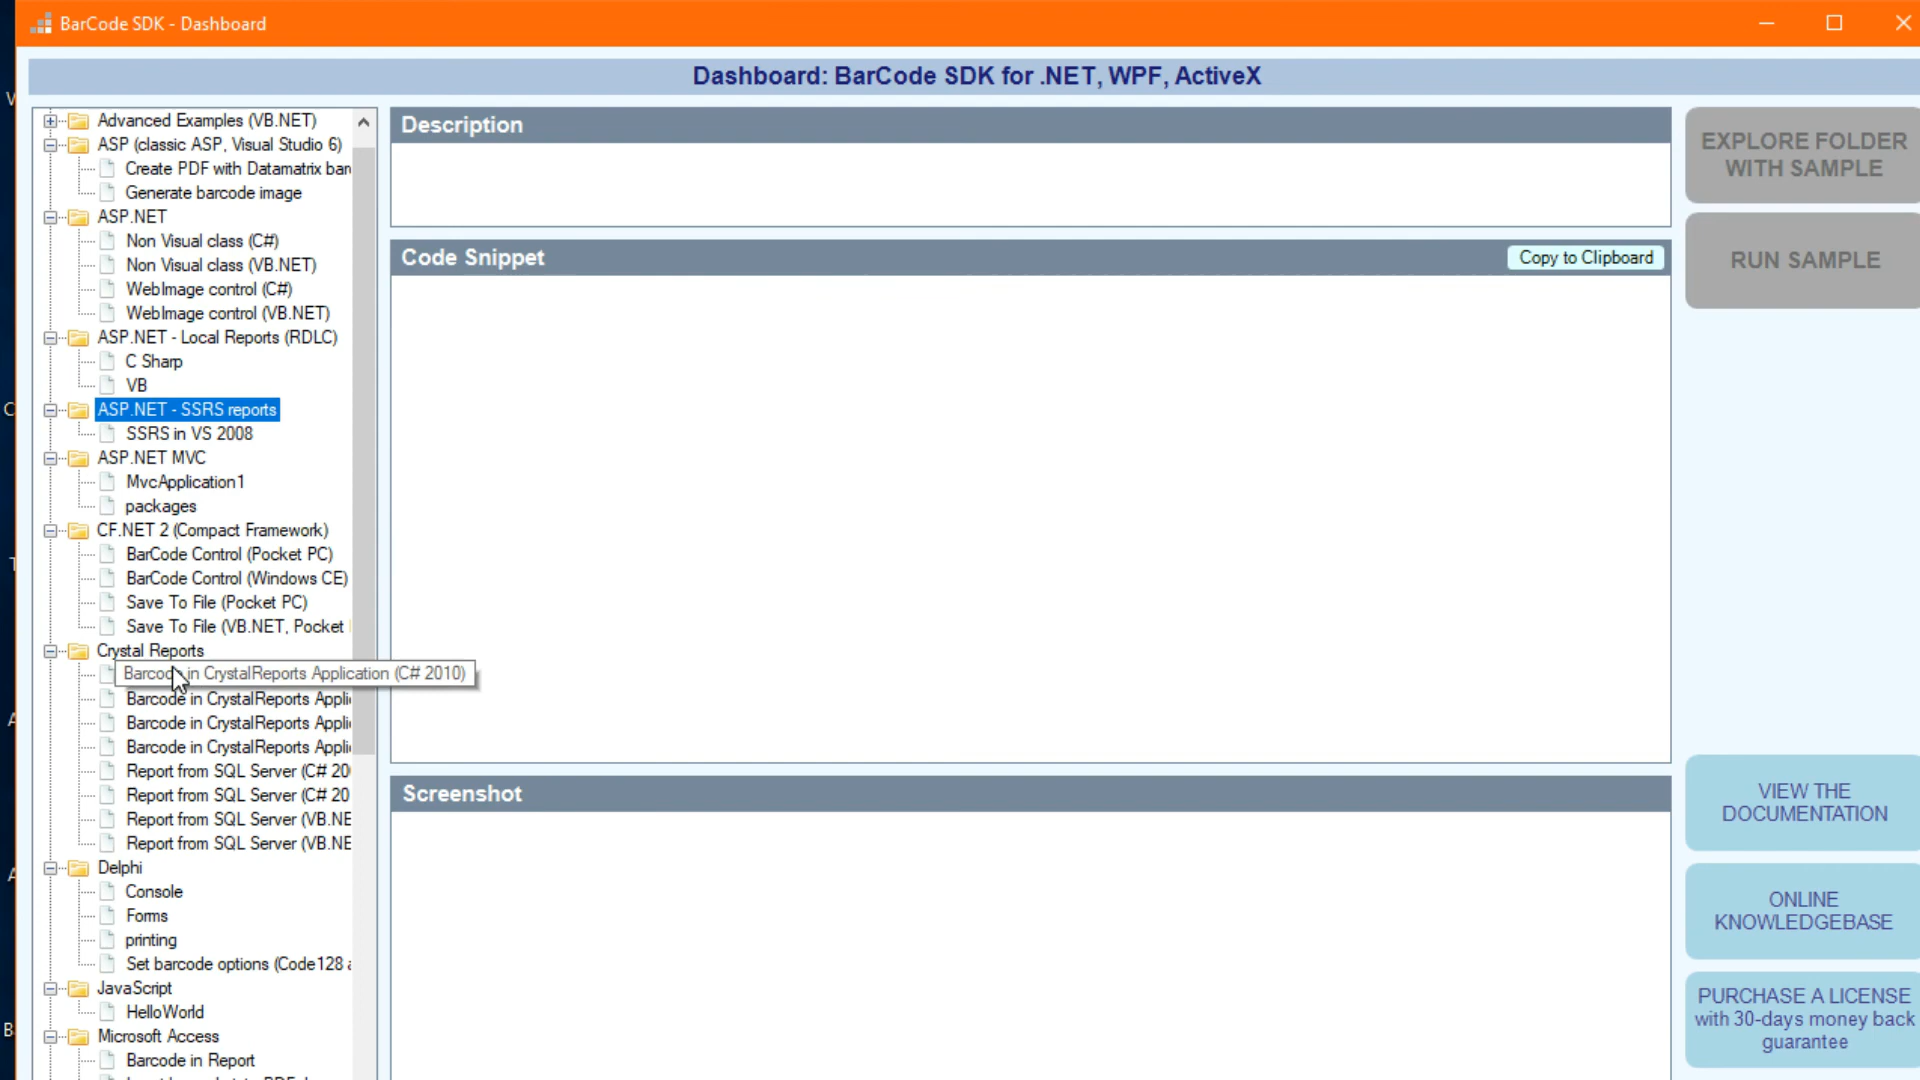 BarCode SDK - Dashboard
Dashboard: BarCode SDK for .NET, WPF, ActiveX
Advanced Examples (VB.NET)
ASP (classic ASP, Visual Studio 6)
Create PDF with Datamatrix bar
Generate barcode image
ASP.NET
Non Visual class (C#)
Non Visual class (VB.NET)
WebImage control (C#)
WebImage control (VB.NET)
ASP.NET - Local Reports (RDLC)
C Sharp
VB
ASP.NET - SSRS reports
SSRS in VS 2008
ASP.NET MVC
MvcApplication1
packages
CF.NET 2 (Compact Framework)
BarCode Control (Pocket PC)
BarCode Control (Windows CE)
Save To File (Pocket PC)
Save To File (VB.NET, Pocket
Crystal Reports
Barcode in CrystalReports Application (C# 2010)
Barcode in CrystalReports Appli
Barcode in CrystalReports Appli
Barcode in CrystalReports Appli
Report from SQL Server (C# 20
Report from SQL Server (C# 20
Report from SQL Server (VB.NE
Report from SQL Server (VB.NE
Delphi
Console
Forms
printing
Set barcode options (Code128 a
JavaScript
HelloWorld
Microsoft Access
Barcode in Report
Description
Code Snippet
Copy to Clipboard
Screenshot
EXPLORE FOLDER
WITH SAMPLE
RUN SAMPLE
VIEW THE
DOCUMENTATION
ONLINE
KNOWLEDGEBASE
PURCHASE A LICENSE
with 30-days money back
guarantee